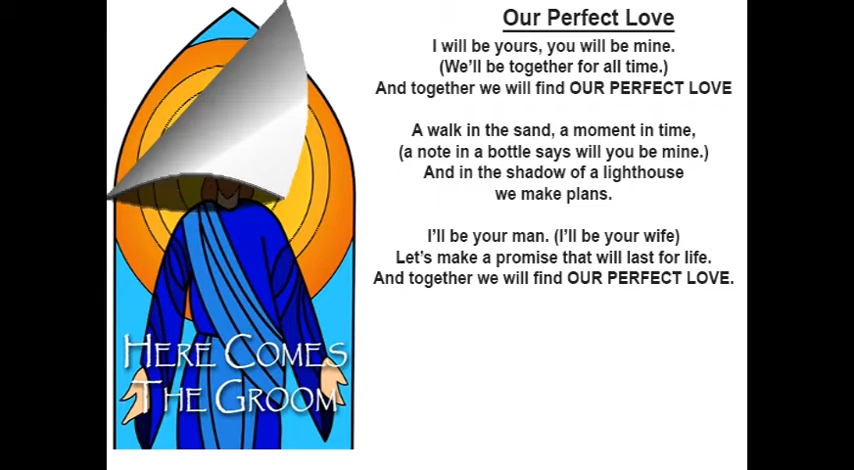 Our Perfect Love
I will be yours, you will be mine.
(We'll be together for all time.)
And together we will find OUR PERFECT LOVE
A walk in the sand, a moment in time,
(a note in a bottle says will you be mine.)
And in the shadow of a lighthouse
we make plans.
I'll be your man. (I'll be your wife)
Let's make a promise that will last for life.
And together we will find OUR PERFECT LOVE.
HERE COMES
THE GROOM